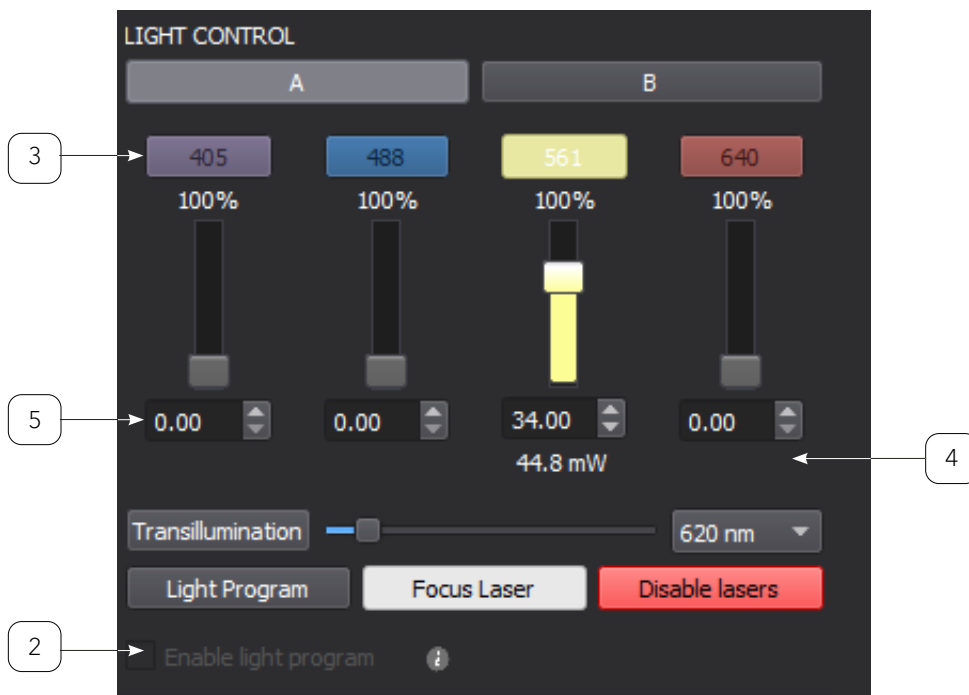 LIGHT CONTROL
A B
3 405 488 561 640
100% 100% 100% 100%
5 0.00 0.00 34.00 0.00
44.8 mW 4
Transillumination 620 nm
Light Program Focus Laser Disable lasers
2 Enable light program i